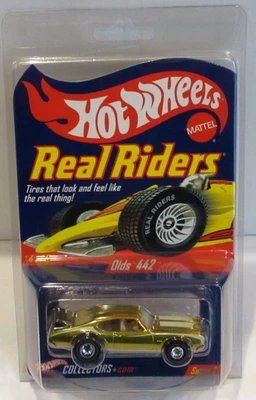 Hot Wheels
MATTEL
Real Riders
Tires that look and feel like
the real thing!
REAL RIDERS
Olds 442
COLLECTORS.com